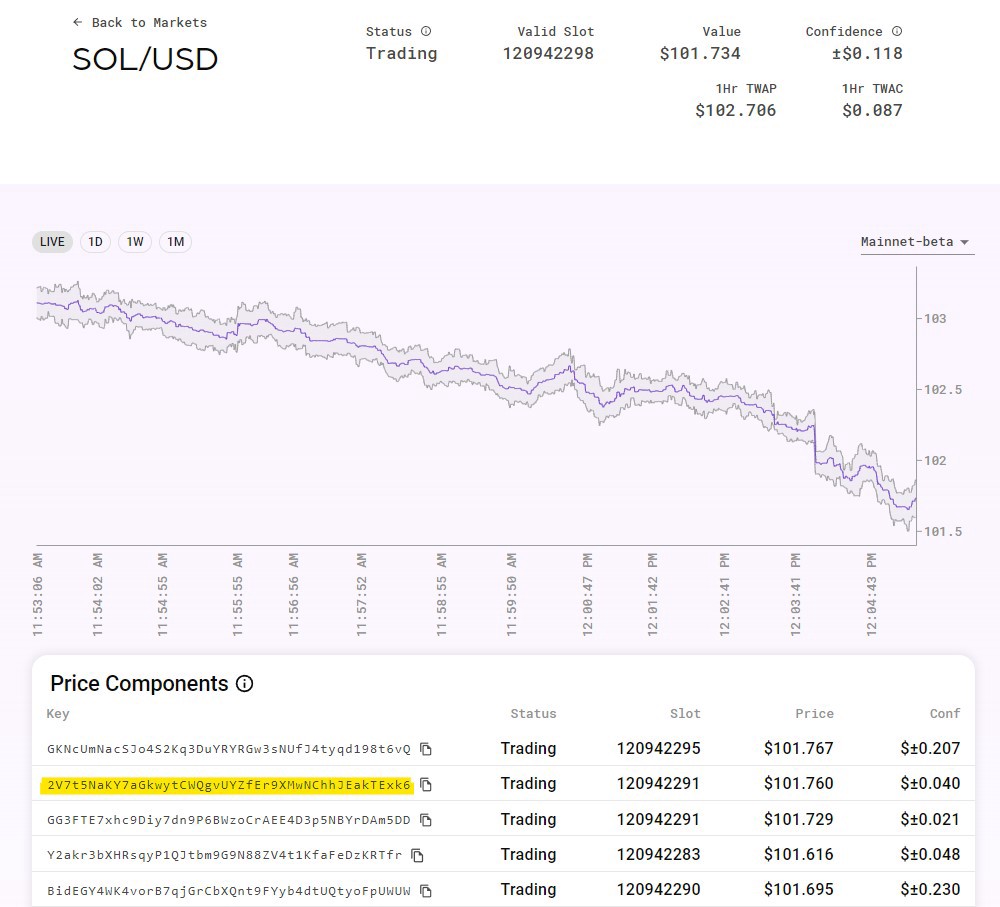 ← Back to Markets
SOL/USD
Status Valid Slot Value Confidence
Trading 120942298 $101.734 ±$0.118
1Hr TWAP 1Hr TWAC
$102.706 $0.087
LIVE 1D 1W 1M Mainnet-beta
103
102.5
102
101.5
11:53:06 AM
11:54:02 AM
11:54:55 AM
11:55:55 AM
11:56:56 AM
11:57:52 AM
11:58:55 AM
11:59:50 AM
12:00:47 PM
12:01:42 PM
12:02:41 PM
12:03:41 PM
12:04:43 PM
Price Components
Key Status Slot Price Conf
GKNcUmNacSJo4S2Kq3DuYRYRGw3sNUfJ4tyqd198t6vQ Trading 120942295 $101.767 $±0.207
2V7t5NaKY7aGkwytCWQgvUYZfEr9XMwNChhJEakTExk6 Trading 120942291 $101.760 $±0.040
GG3FTE7xhc9Diy7dn9P6BWzoCrAEE4D3p5NBYrDAm5DD Trading 120942291 $101.729 $±0.021
Y2akr3bXHRsqyP1QJtbm9G9N88ZV4t1KfaFeDzKRTfr Trading 120942283 $101.616 $±0.048
BidEGY4WK4vorB7qjGrCbXQnt9FYyb4dtUQtyoFpUWUW Trading 120942290 $101.695 $±0.230